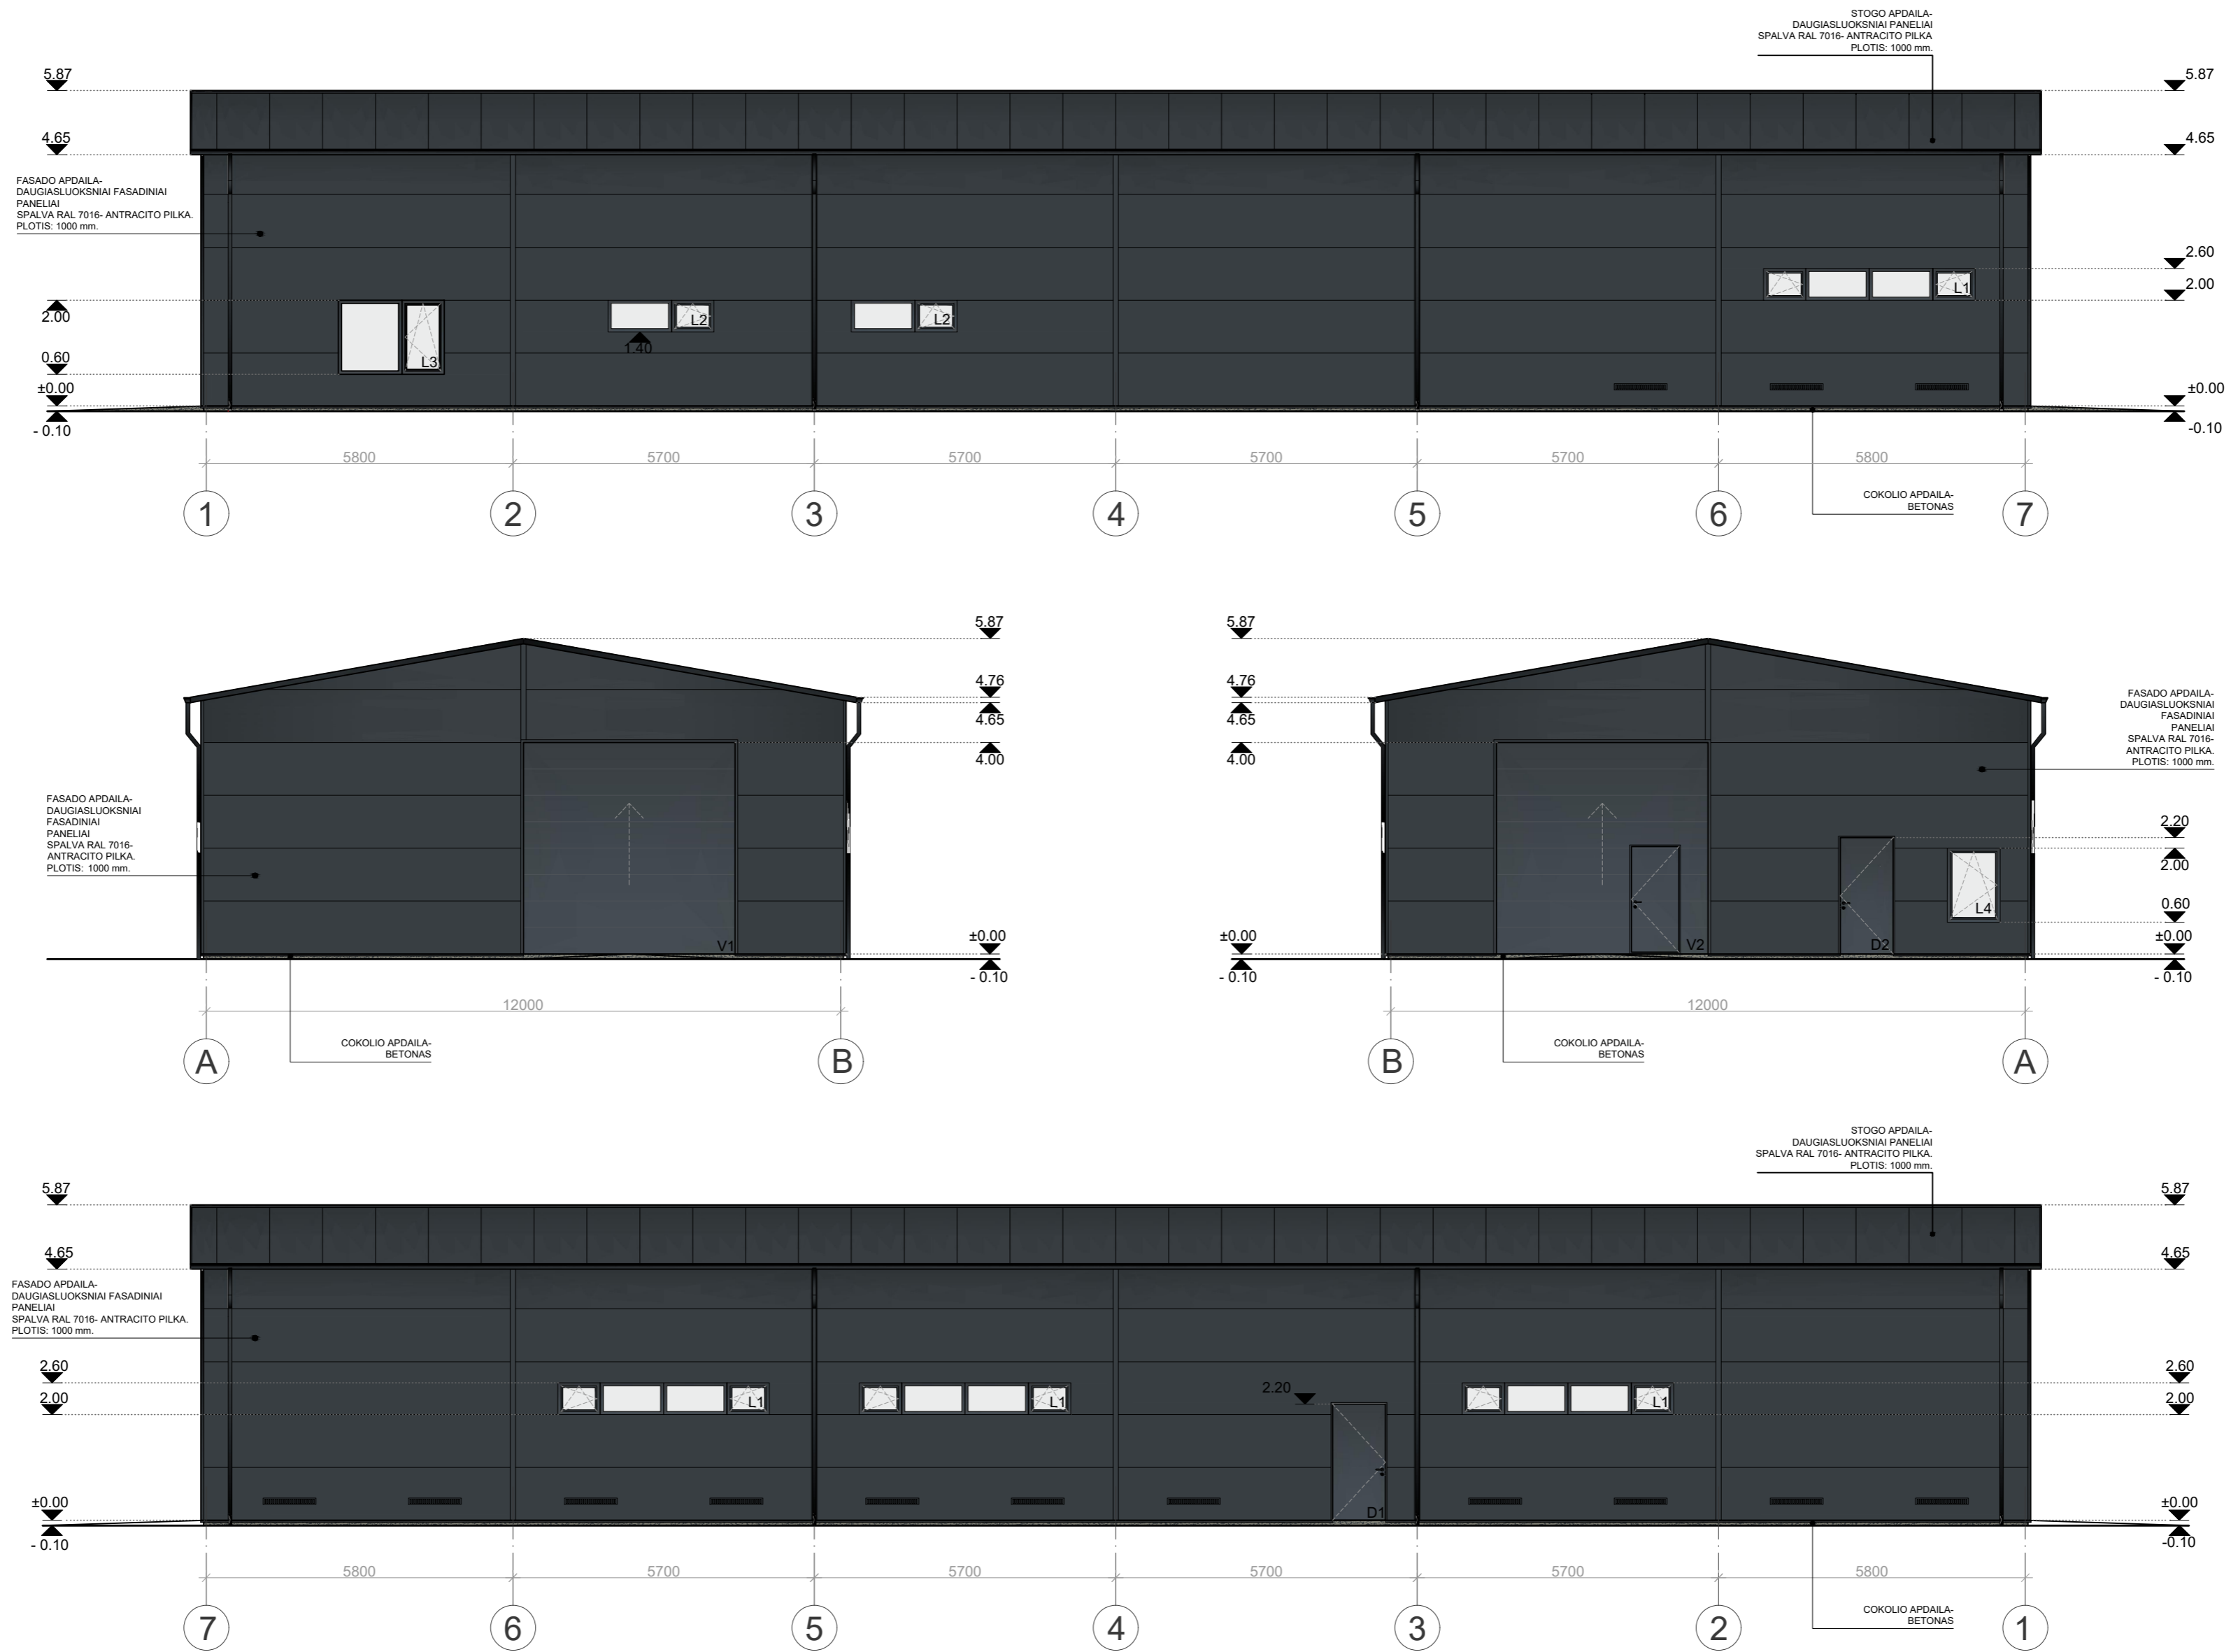 STOGO APDAILA-
DAUGIASLUOKSNIAI PANELIAI
SPALVA RAL 7016- ANTRACITO PILKA
PLOTIS: 1000 mm.
5.87
5.87
4.65
4.65
FASADO APDAILA-
DAUGIASLUOKSNIAI FASADINIAI
PANELIAI
SPALVA RAL 7016- ANTRACITO PILKA.
PLOTIS: 1000 mm.
2.60
2.00
L1
2.00
L2
L2
1.40
0.60
L3
±0.00
±0.00
- 0.10
-0.10
5800
5700
5700
5700
5700
5800
COKOLIO APDAILA-
BETONAS
1
2
3
4
5
6
7
5.87
4.76
4.65
4.00
FASADO APDAILA-
DAUGIASLUOKSNIAI
FASADINIAI
PANELIAI
SPALVA RAL 7016-
ANTRACITO PILKA.
PLOTIS: 1000 mm.
V1
±0.00
- 0.10
12000
COKOLIO APDAILA-
BETONAS
A
B
5.87
4.76
4.65
4.00
FASADO APDAILA-
DAUGIASLUOKSNIAI
FASADINIAI
PANELIAI
SPALVA RAL 7016-
ANTRACITO PILKA.
PLOTIS: 1000 mm.
2.20
2.00
L4
0.60
V2
D2
±0.00
±0.00
- 0.10
- 0.10
12000
COKOLIO APDAILA-
BETONAS
B
A
STOGO APDAILA-
DAUGIASLUOKSNIAI PANELIAI
SPALVA RAL 7016- ANTRACITO PILKA.
PLOTIS: 1000 mm.
5.87
5.87
4.65
4.65
FASADO APDAILA-
DAUGIASLUOKSNIAI FASADINIAI
PANELIAI
SPALVA RAL 7016- ANTRACITO PILKA.
PLOTIS: 1000 mm.
2.60
2.60
2.20
2.00
L1
L1
L1
2.00
D1
±0.00
±0.00
- 0.10
-0.10
5800
5700
5700
5700
5700
5800
COKOLIO APDAILA-
BETONAS
7
6
5
4
3
2
1